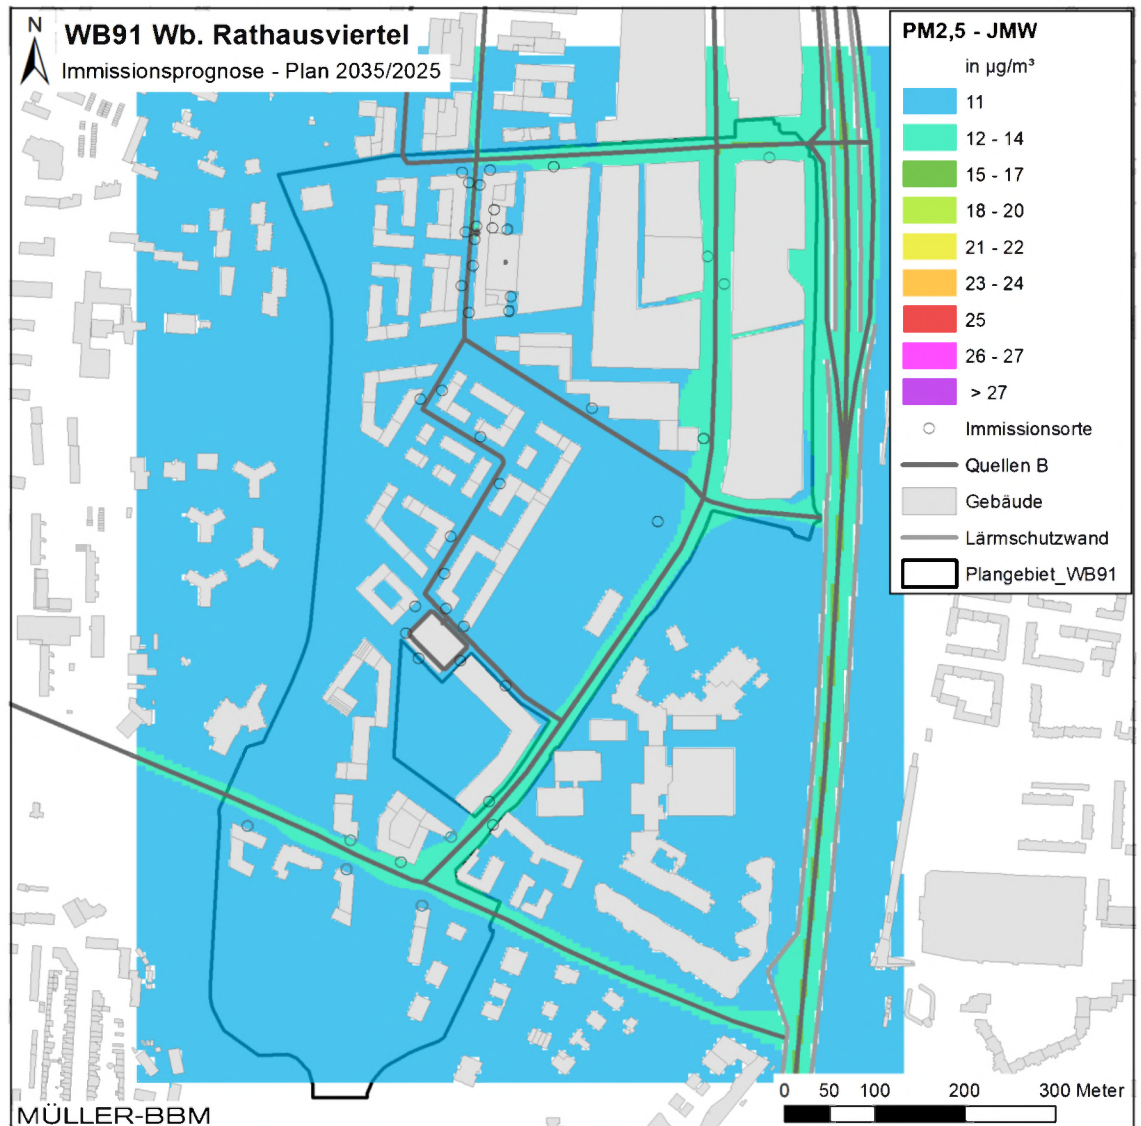 N
WB91 Wb. Rathausviertel
Immissionsprognose - Plan 2035/2025
PM2,5 - JMW
in µg/m³
11
12 - 14
15 - 17
18 - 20
21 - 22
23 - 24
25
26 - 27
> 27
Immissionsorte
Quellen B
Gebäude
Lärmschutzwand
Plangebiet_WB91
0 50 100 200 300 Meter
MÜLLER-BBM